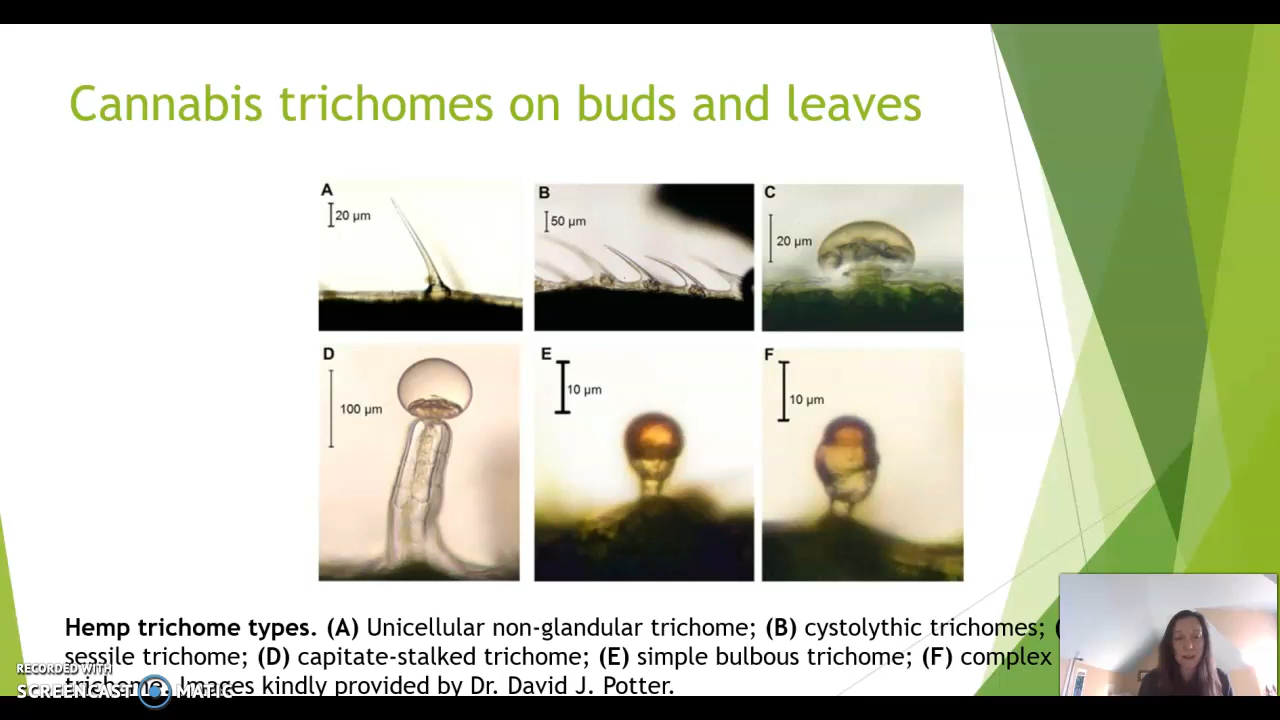 Cannabis trichomes on buds and leaves
A
20 µm
B
50 µm
C
20 µm
D
100 µm
E
10 µm
F
10 µm
Hemp trichome types. (A) Unicellular non-glandular trichome; (B) cystolythic trichomes; (
sessile trichome; (D) capitate-stalked trichome; (E) simple bulbous trichome; (F) complex
Images kindly provided by Dr. David J. Potter.
RECORDED WITH
SCREENCAST MATIC